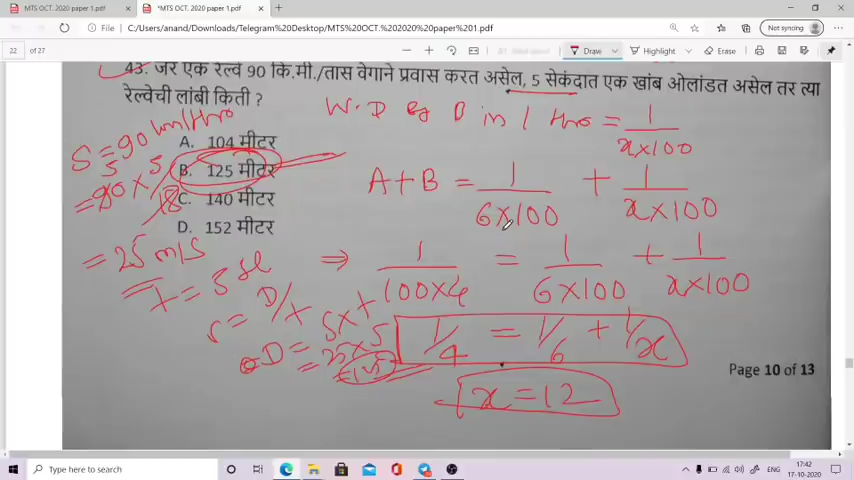 MTS OCT. 2020 paper 1.pdf
*MTS OCT. 2020 paper 1.pdf
File | C:/Users/anand/Downloads/Telegram%20Desktop/MTS%20OCT.%202020%20paper%201.pdf
Not syncing
22 of 27
Draw
Highlight
Erase
43. जर एक रेल्वे 90 कि.मी./तास वेगाने प्रवास करत असेल, 5 सेकंदात एक खांब ओलांडत असेल तर त्या
रेल्वेची लांबी किती ?
A. 104 मीटर
B. 125 मीटर
C. 140 मीटर
D. 152 मीटर
S = 90 km/hr
= 90 × 5/18
= 25 m/s
t = 5
= D/t
D = S × t
= 25 × 5
= 125
W.D by B in 1 hrs = 1/x×100
A+B = 1/6×100 + 1/x×100
⇒ 1/100×4 = 1/6×100 + 1/x×100
1/4 = 1/6 + 1/x
x = 12
Page 10 of 13
Type here to search
ENG
17:42
17-10-2020